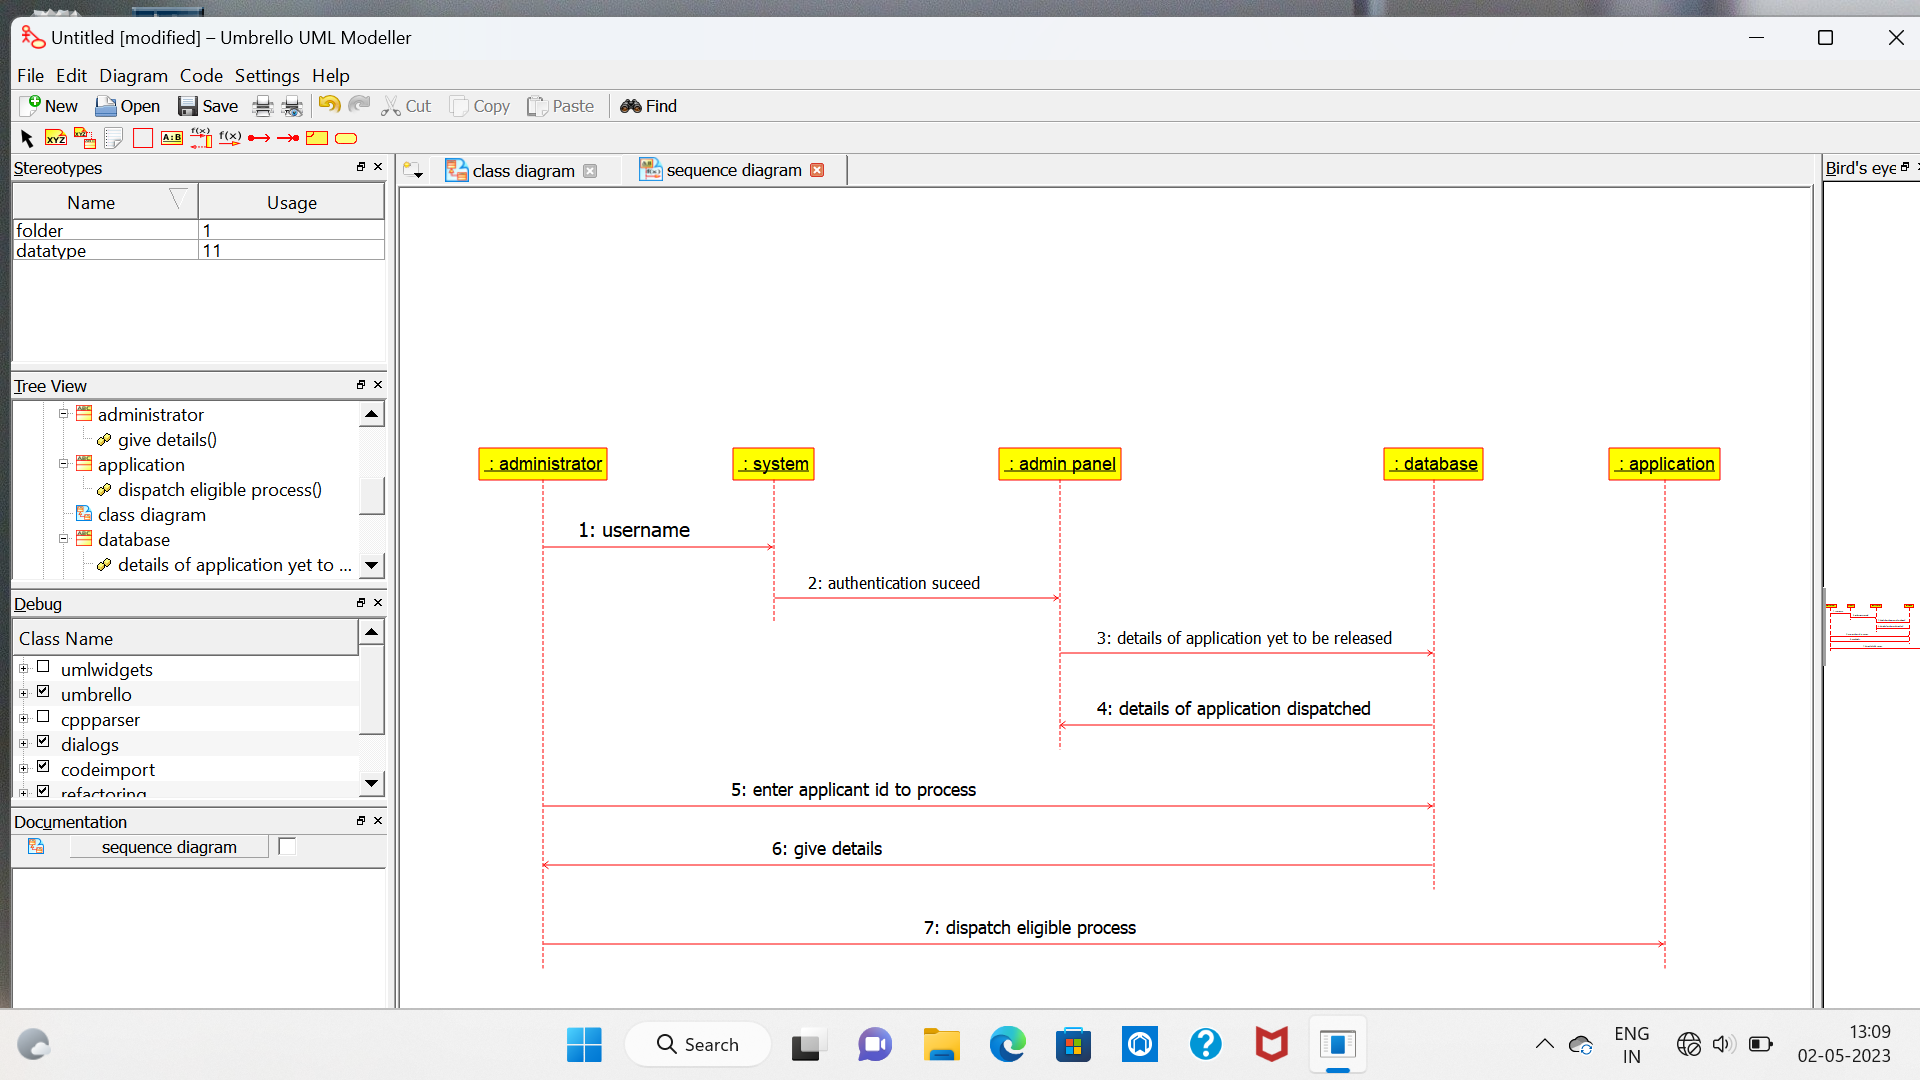 Untitled [modified] – Umbrello UML Modeller
File Edit Diagram Code Settings Help
New Open Save Cut Copy Paste Find
XYZ XYZ A:B f(x) f(x)
Stereotypes
Name Usage
folder 1
datatype 11
Tree View
administrator
give details()
application
dispatch eligible process()
class diagram
database
details of application yet to ...
Debug
Class Name
umlwidgets
umbrello
cppparser
dialogs
codeimport
refactoring
Documentation
sequence diagram
class diagram
sequence diagram
: administrator
: system
: admin panel
: database
: application
1: username
2: authentication suceed
3: details of application yet to be released
4: details of application dispatched
5: enter applicant id to process
6: give details
7: dispatch eligible process
Bird's eye
Search
ENG
IN
13:09
02-05-2023